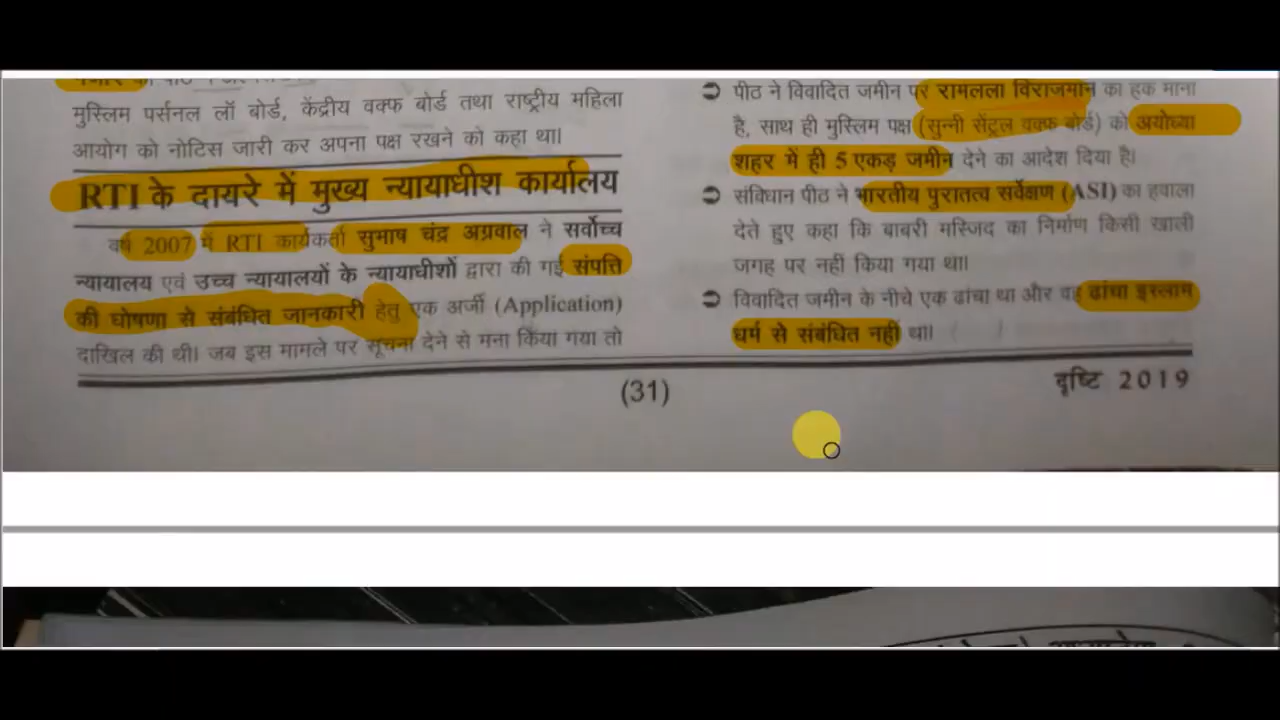 मुस्लिम पर्सनल लॉ बोर्ड, केंद्रीय वक्फ बोर्ड तथा राष्ट्रीय महिला
आयोग को नोटिस जारी कर अपना पक्ष रखने को कहा था।
RTI के दायरे में मुख्य न्यायाधीश कार्यालय
वर्ष 2007 में RTI कार्यकर्ता सुभाष चंद्र अग्रवाल ने सर्वोच्च
न्यायालय एवं उच्च न्यायालयों के न्यायाधीशों द्वारा की गई संपत्ति
की घोषणा से संबंधित जानकारी हेतु एक अर्जी (Application)
दाखिल की थी। जब इस मामले पर सूचना देने से मना किया गया तो
➲ पीठ ने विवादित जमीन पर रामलला विराजमान का हक माना
है, साथ ही मुस्लिम पक्ष (सुन्नी सेंट्रल वक्फ बोर्ड) को अयोध्या
शहर में ही 5 एकड़ जमीन देने का आदेश दिया है।
➲ संविधान पीठ ने भारतीय पुरातत्व सर्वेक्षण (ASI) का हवाला
देते हुए कहा कि बाबरी मस्जिद का निर्माण किसी खाली
जगह पर नहीं किया गया था।
➲ विवादित जमीन के नीचे एक ढांचा था और वह ढांचा इस्लाम
धर्म से संबंधित नहीं था।
(31)
दृष्टि 2019